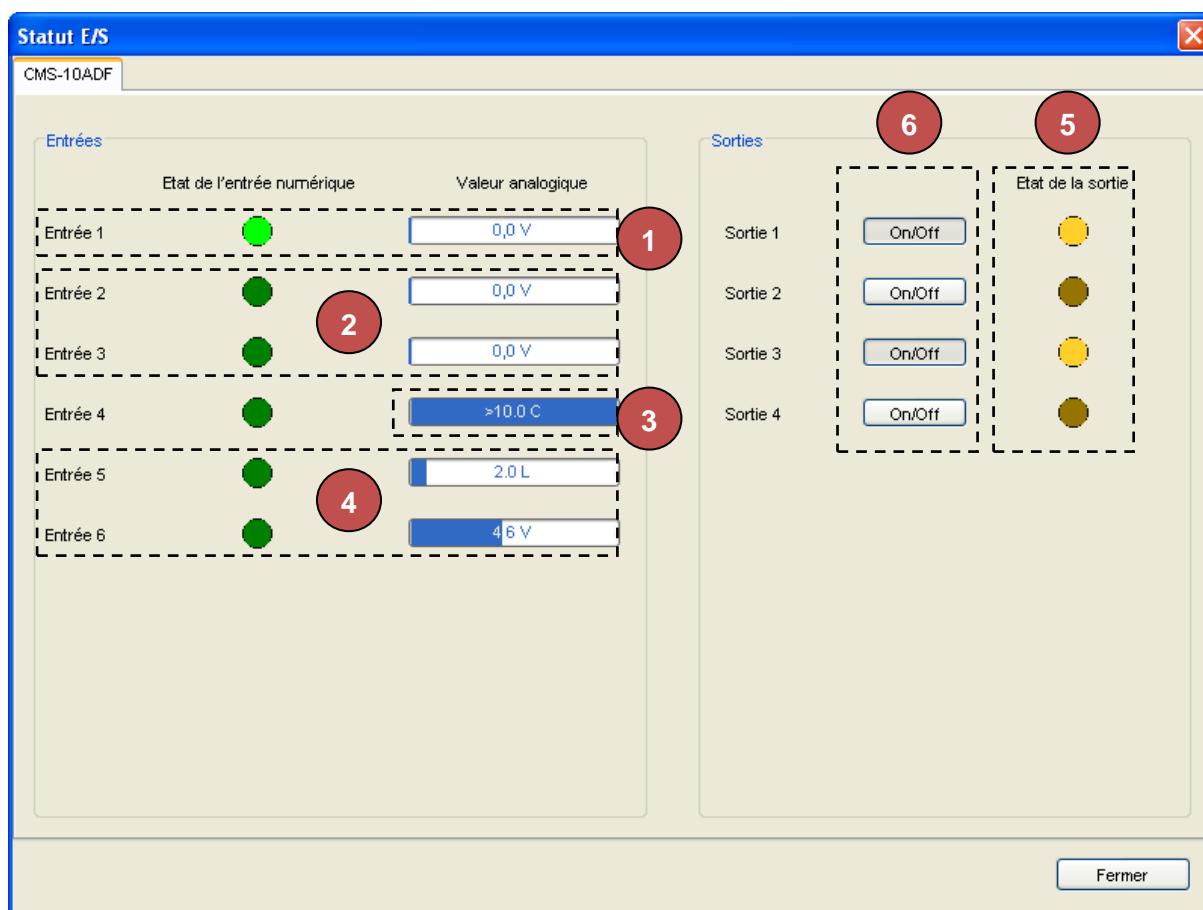 Statut E/S
CMS-10ADF
6
5
Entrées
Sorties
Etat de l'entrée numérique
Valeur analogique
Etat de la sortie
Entrée 1
0,0 V
1
Sortie 1
On/Off
Entrée 2
0,0 V
Sortie 2
On/Off
2
Entrée 3
0,0 V
Sortie 3
On/Off
Entrée 4
>10.0 C
3
Sortie 4
On/Off
Entrée 5
2.0 L
4
Entrée 6
4.6 V
Fermer